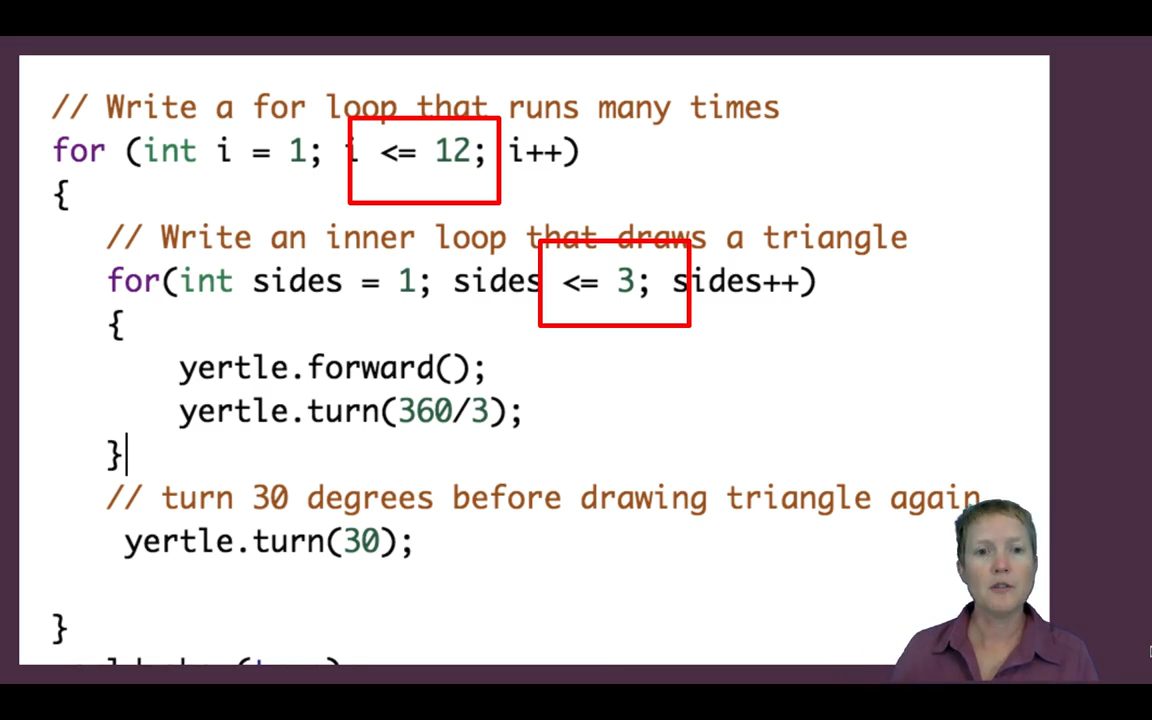 // Write a for loop that runs many times
for (int i = 1; i <= 12; i++)
{
// Write an inner loop that draws a triangle
for(int sides = 1; sides <= 3; sides++)
{
yertle.forward();
yertle.turn(360/3);
}
// turn 30 degrees before drawing triangle again
yertle.turn(30);
}